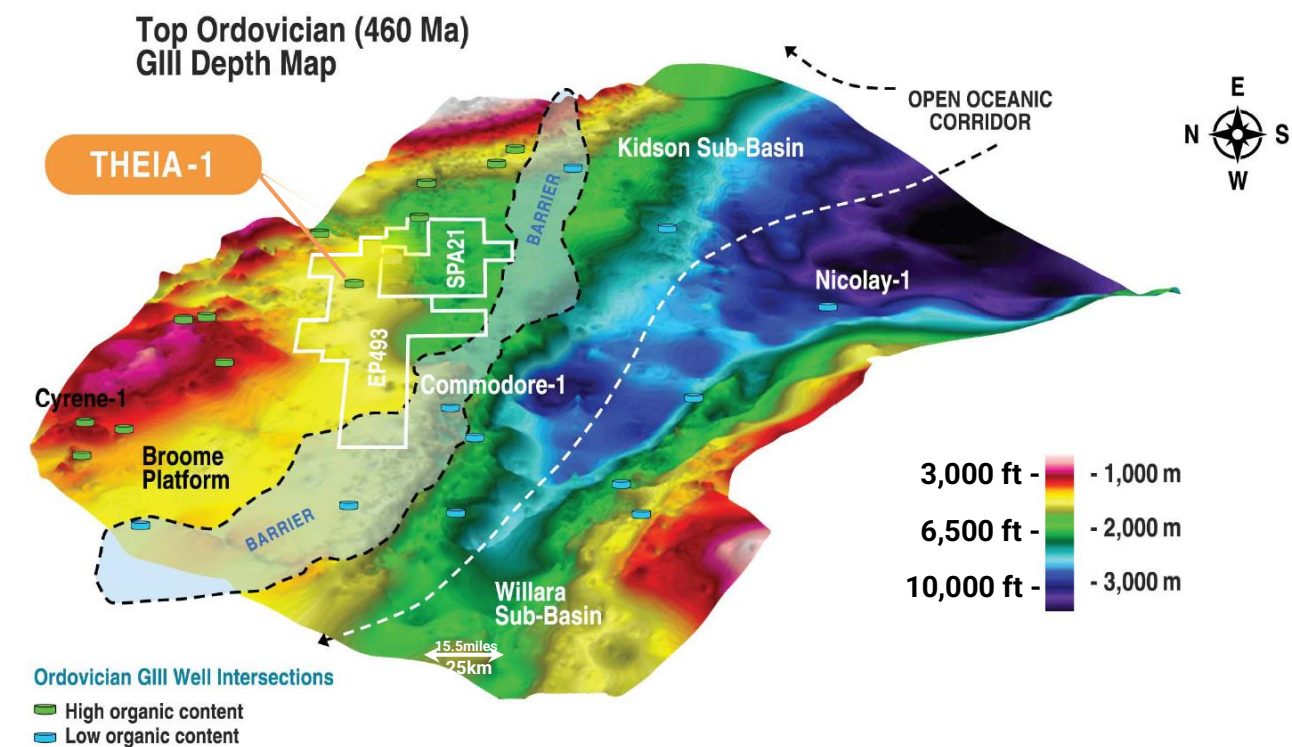 Top Ordovician (460 Ma)
GIII Depth Map
THEIA-1
OPEN OCEANIC
CORRIDOR
E
N
S
W
Kidson Sub-Basin
BARRIER
SPA21
Nicolay-1
EP493
Commodore-1
Cyrene-1
Broome
Platform
BARRIER
3,000 ft -
- 1,000 m
6,500 ft -
- 2,000 m
10,000 ft -
- 3,000 m
Willara
Sub-Basin
15.5miles
25km
Ordovician GIII Well Intersections
High organic content
Low organic content